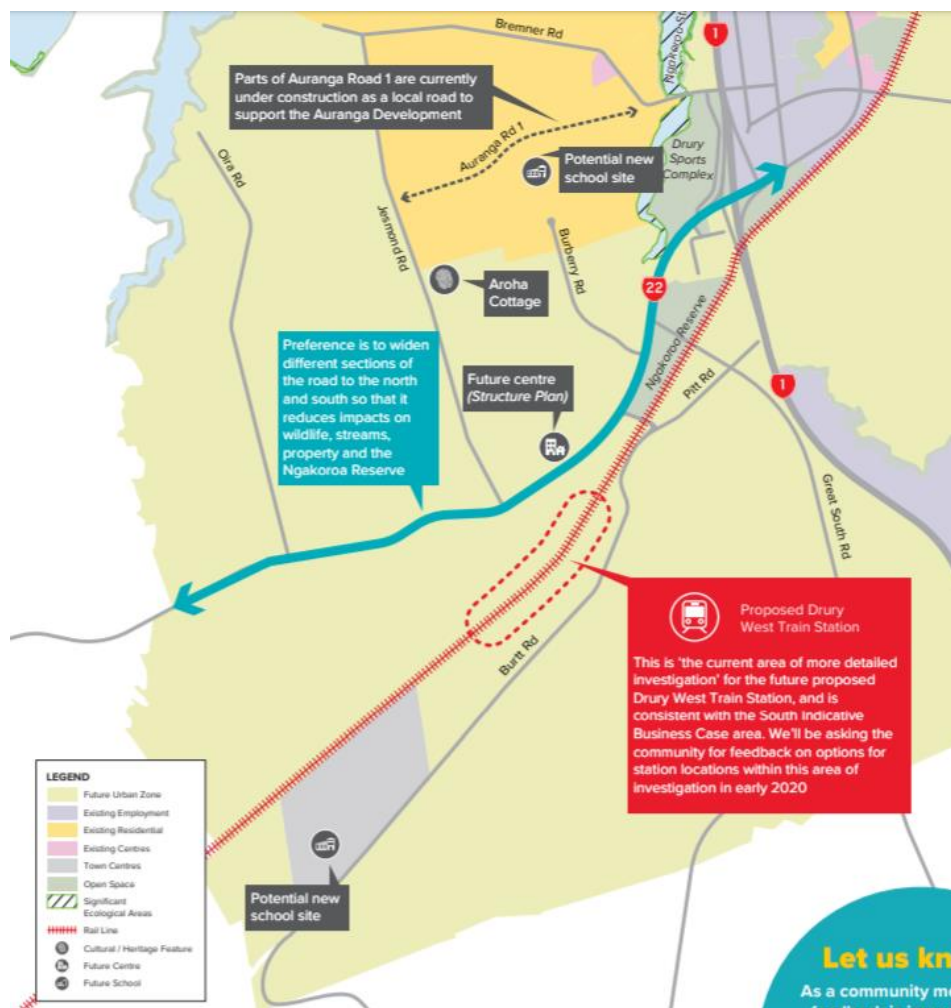 Bremner Rd
Ngakoroa St
1
Parts of Auranga Road 1 are currently
under construction as a local road to
support the Auranga Development
Auranga Rd 1
Oira Rd
Potential new
school site
Drury
Sports
Complex
Jesmond Rd
Burberry Rd
Aroha
Cottage
22
Ngakoroa Reserve
Preference is to widen
different sections of
the road to the north
and south so that it
reduces impacts on
wildlife, streams,
property and the
Ngakoroa Reserve
Future centre
(Structure Plan)
Pitt Rd
1
Great South Rd
Burtt Rd
Proposed Drury
West Train Station
This is 'the current area of more detailed
investigation' for the future proposed
Drury West Train Station, and is
consistent with the South Indicative
Business Case area. We'll be asking the
community for feedback on options for
station locations within this area of
investigation in early 2020
LEGEND
Future Urban Zone
Existing Employment
Existing Residential
Existing Centres
Town Centres
Open Space
Significant
Ecological Areas
Rail Line
Cultural / Heritage Feature
Future Centre
Future School
Potential new
school site
Let us kn
As a community m